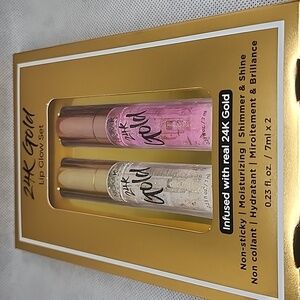 24K Gold
Lip Glow Set
24K
Gold
24K
Gold
Infused with real 24K Gold
Non-sticky | Moisturizing | Shimmer & Shine
Non collant | Hydratant | Miroitement & Brillance
0.23 fl. oz. / 7ml x 2